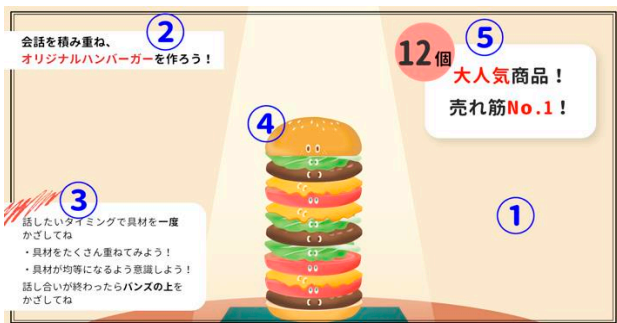 会話を積み重ね、
②
オリジナルハンバーガーを作ろう！
③
話したいタイミングで具材を一度
かざしてね
・具材をたくさん重ねてみよう！
・具材が均等になるよう意識しよう！
話し合いが終わったらバンズの上を
かざしてね
④
12個
⑤
大人気商品！
売れ筋No.1！
①